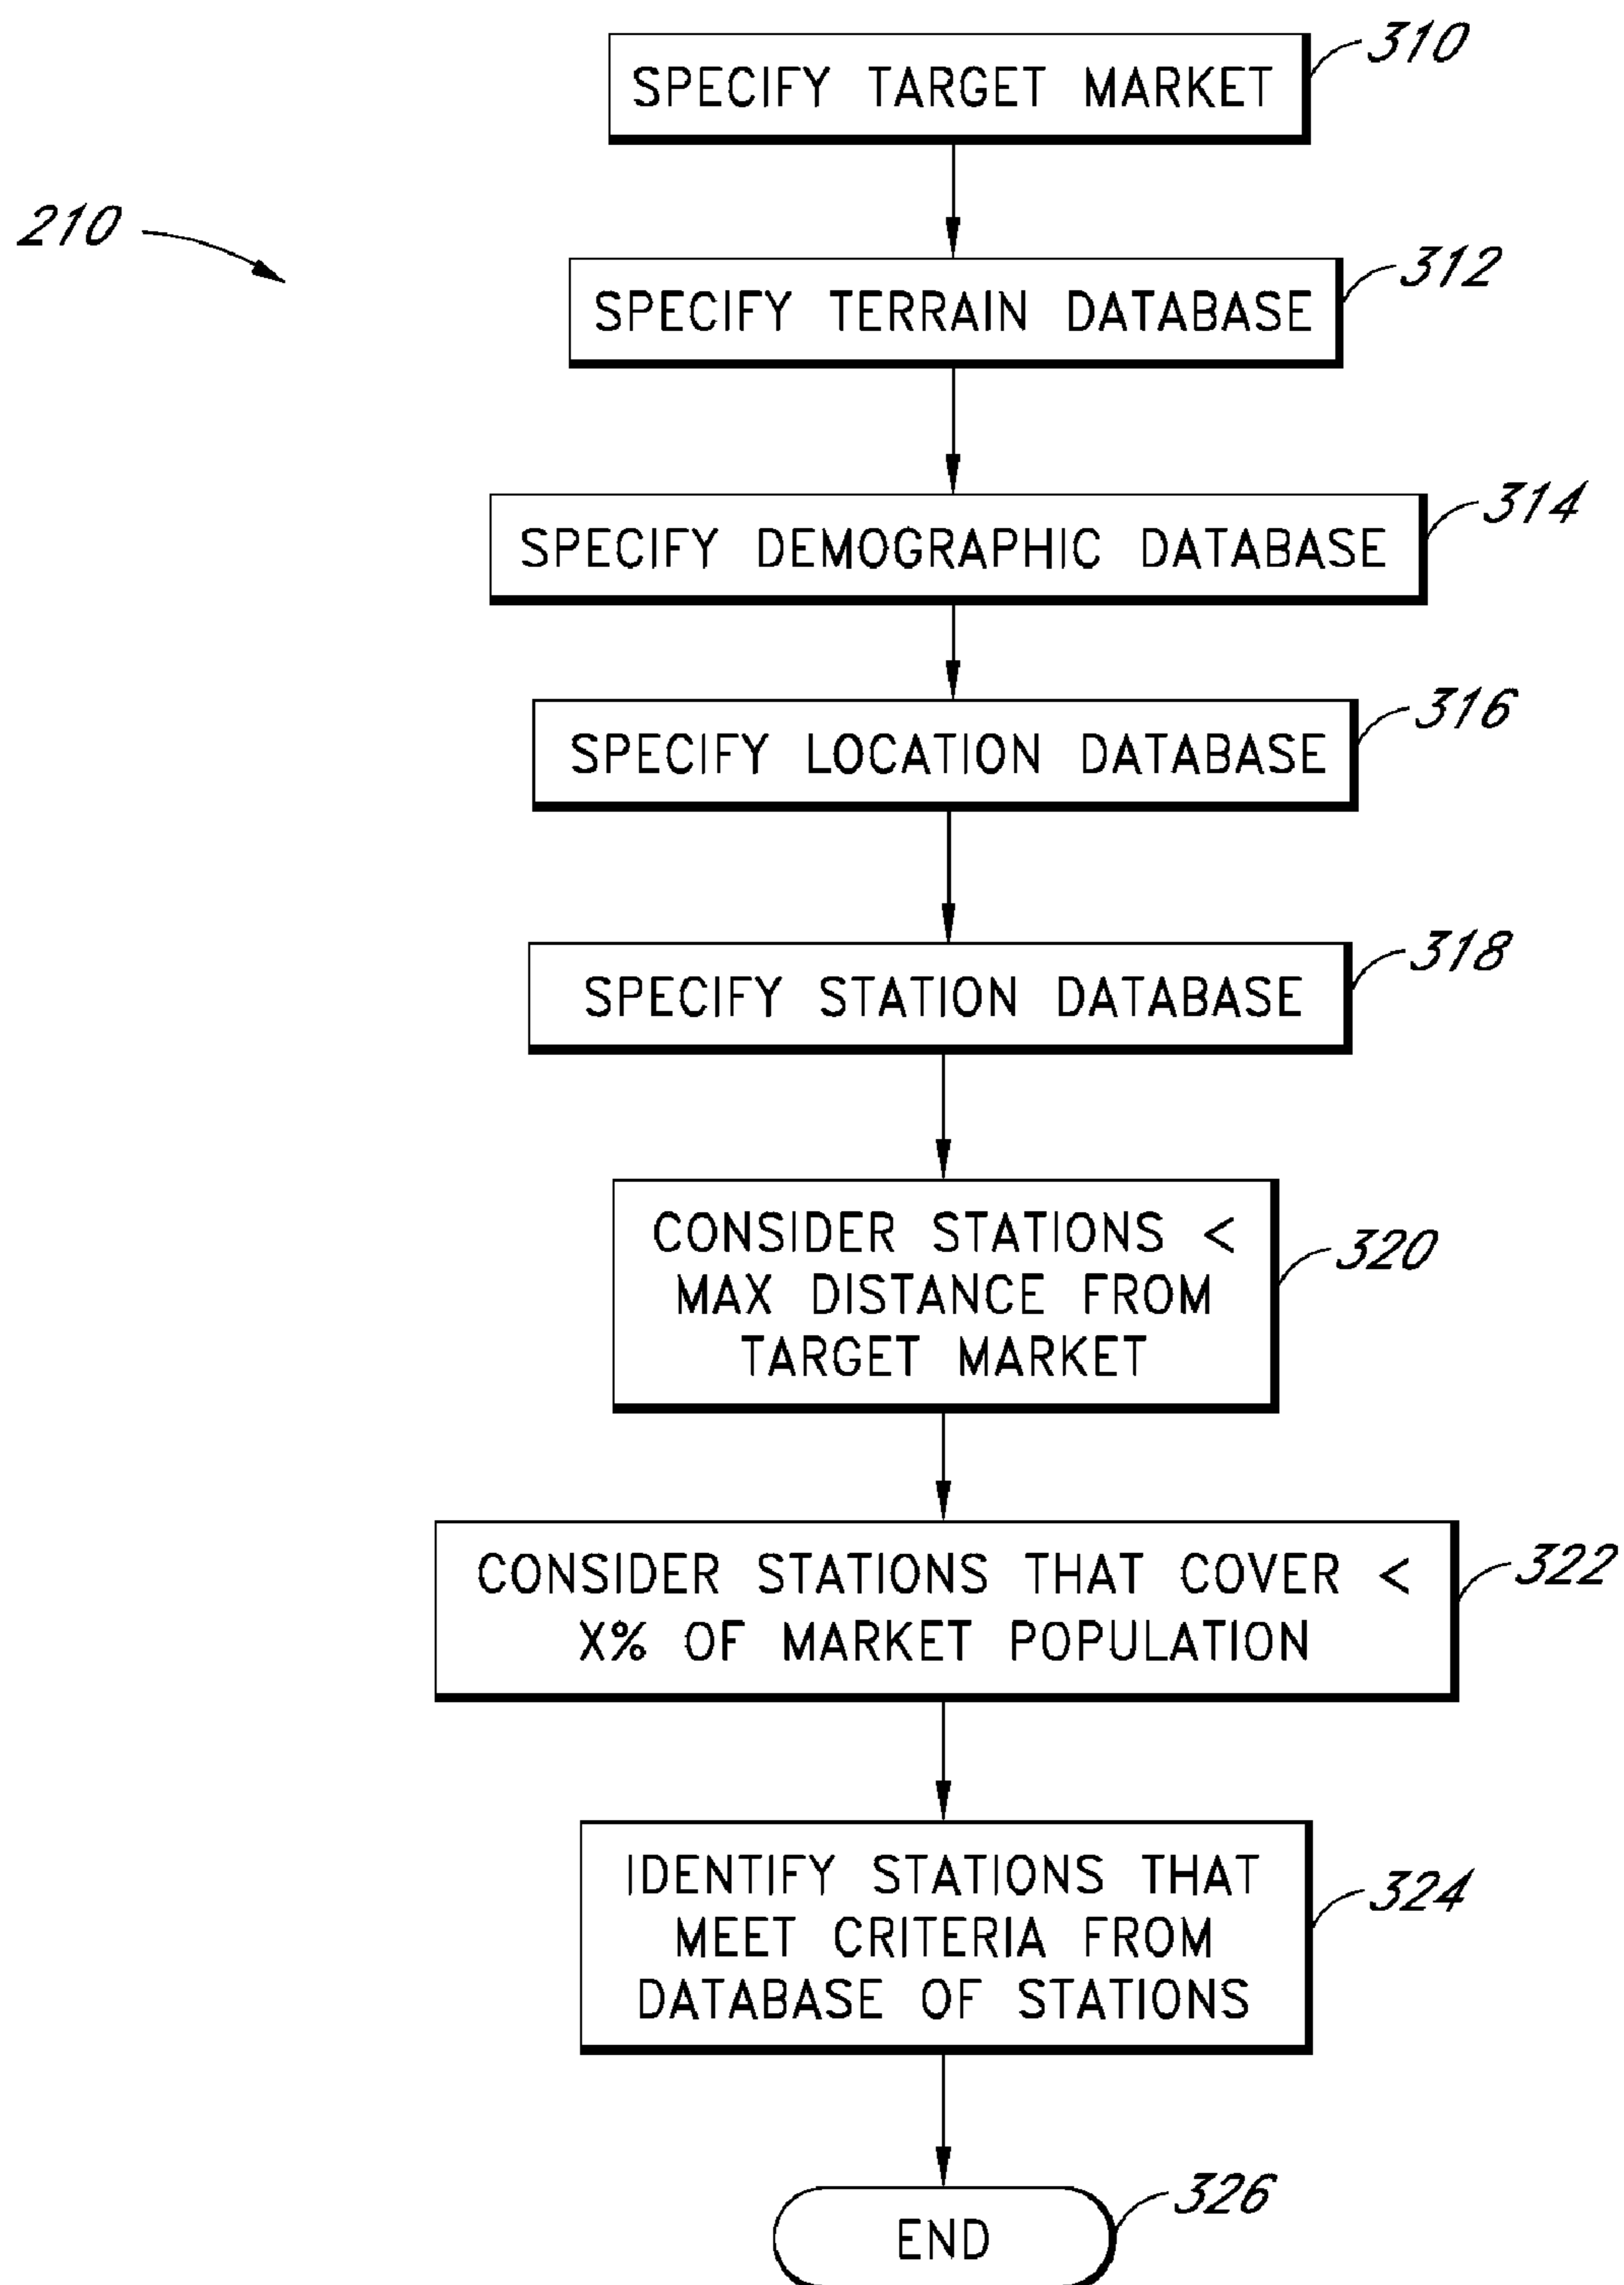 310
SPECIFY TARGET MARKET
210
312
SPECIFY TERRAIN DATABASE
314
SPECIFY DEMOGRAPHIC DATABASE
316
SPECIFY LOCATION DATABASE
318
SPECIFY STATION DATABASE
CONSIDER STATIONS <
MAX DISTANCE FROM
TARGET MARKET
320
CONSIDER STATIONS THAT COVER <
X% OF MARKET POPULATION
322
IDENTIFY STATIONS THAT
MEET CRITERIA FROM
DATABASE OF STATIONS
324
326
END